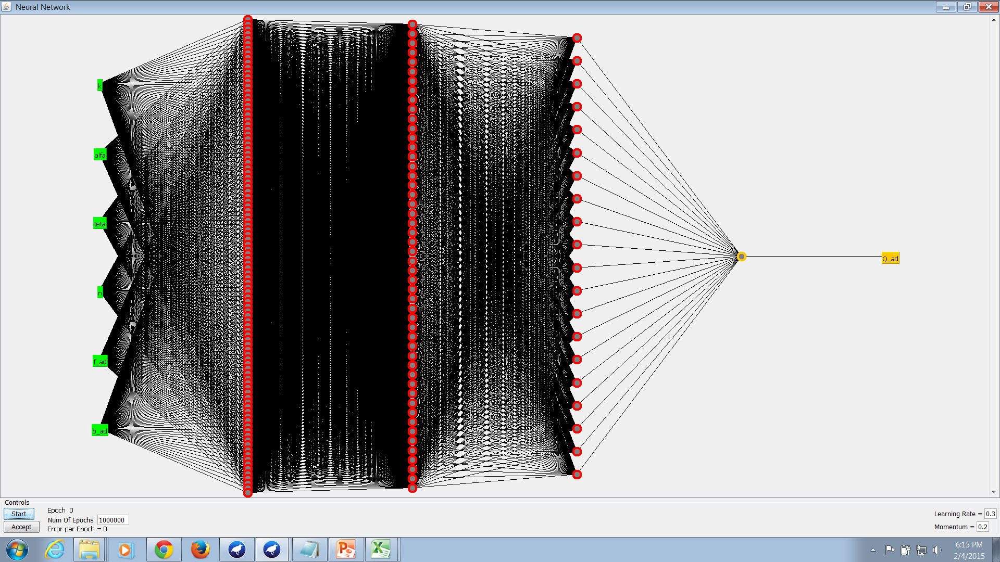 Neural Network
k
alfa
teta
n
f_ad
b_ad
Q_ad
Controls
Start
Accept
Epoch 0
Num Of Epochs 1000000
Error per Epoch = 0
Learning Rate = 0.3
Momentum = 0.2
6:15 PM
2/4/2015